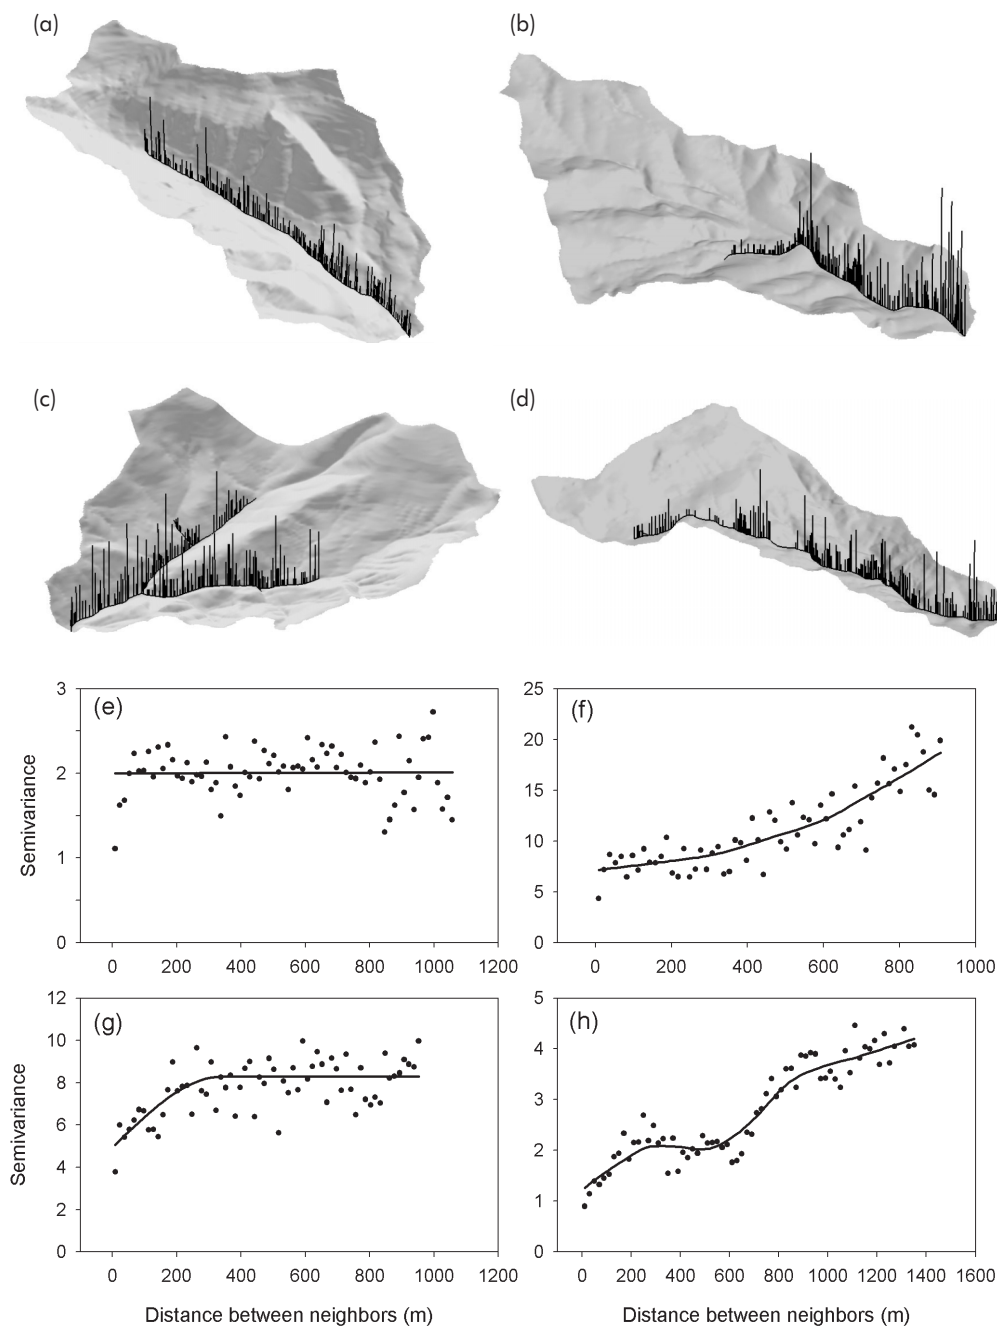 (a) (b)
(c) (d)
(e) (f)
3 25
20
2 15
10
1 5
0 0
Semivariance
0 200 400 600 800 1000 1200 0 200 400 600 800 1000
(g) (h)
12 5
10 4
8 3
6
4 2
2 1
0 0
Semivariance
0 200 400 600 800 1000 1200 0 200 400 600 800 1000 1200 1400 1600
Distance between neighbors (m) Distance between neighbors (m)